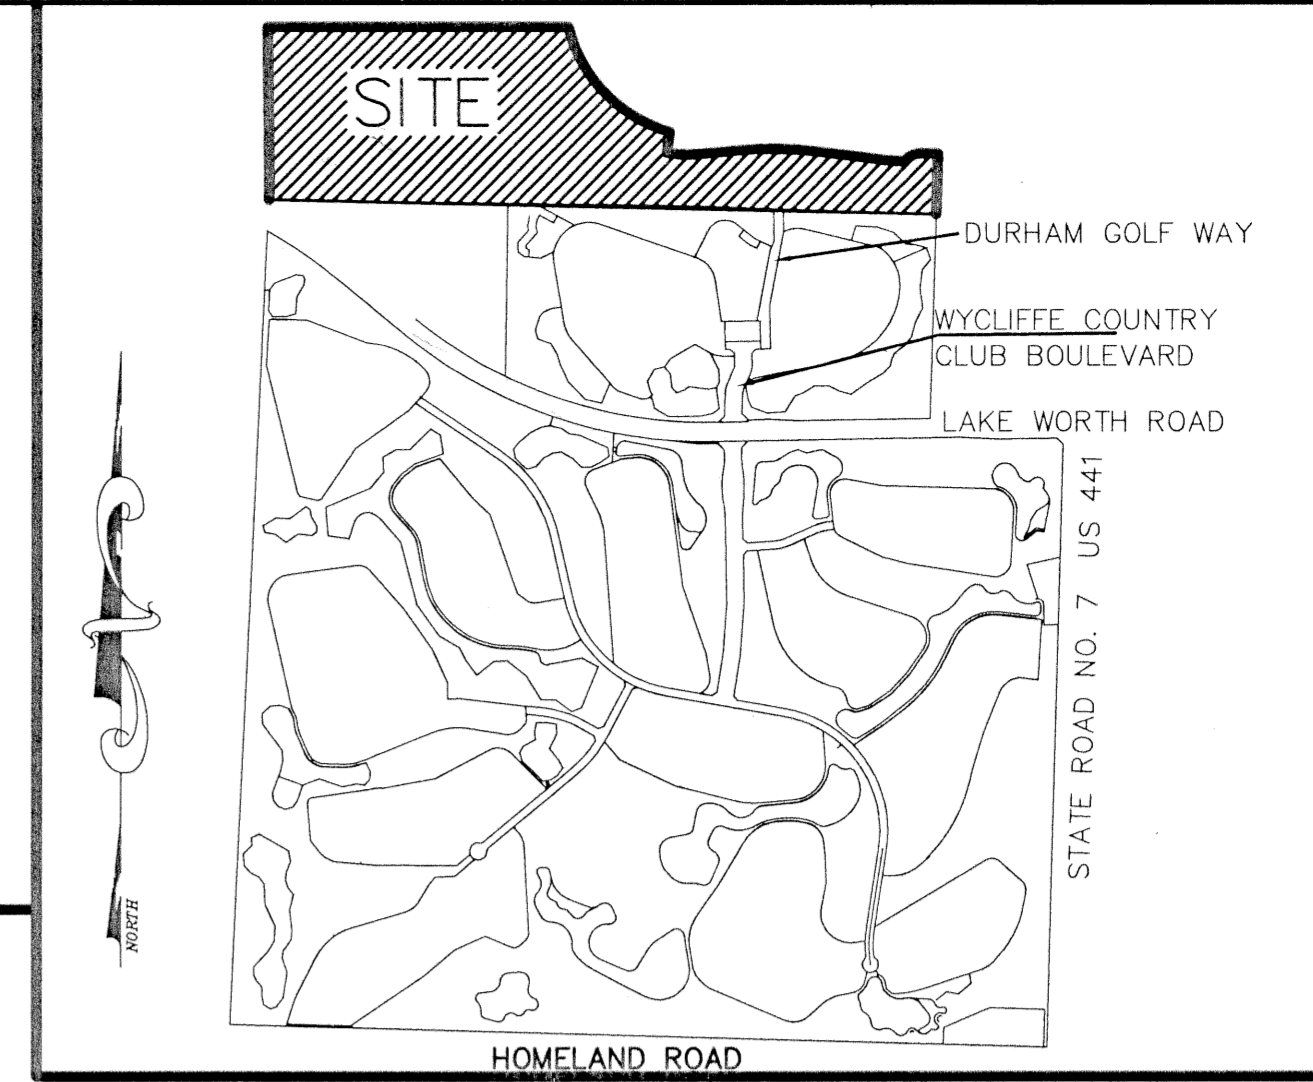 SITE
DURHAM GOLF WAY
WYCLIFFE COUNTRY
CLUB BOULEVARD
LAKE WORTH ROAD
STATE ROAD NO. 7 US 441
NORTH
HOMELAND ROAD